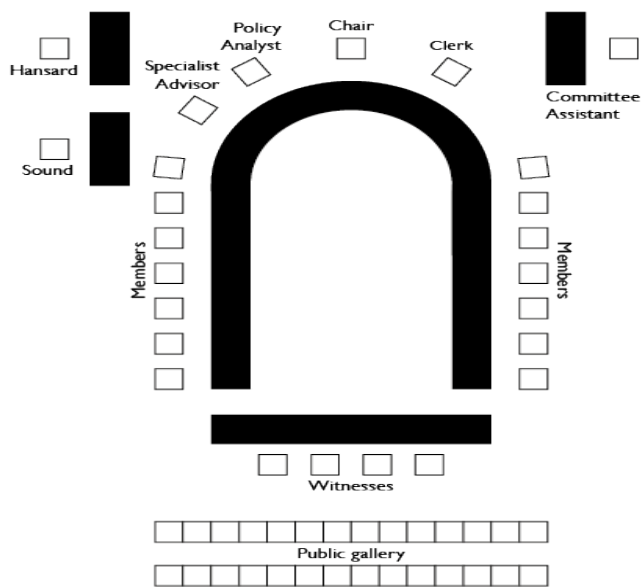 Policy
Analyst
Chair
Clerk
Hansard
Specialist
Advisor
Committee
Assistant
Sound
Members
Members
Witnesses
Public gallery